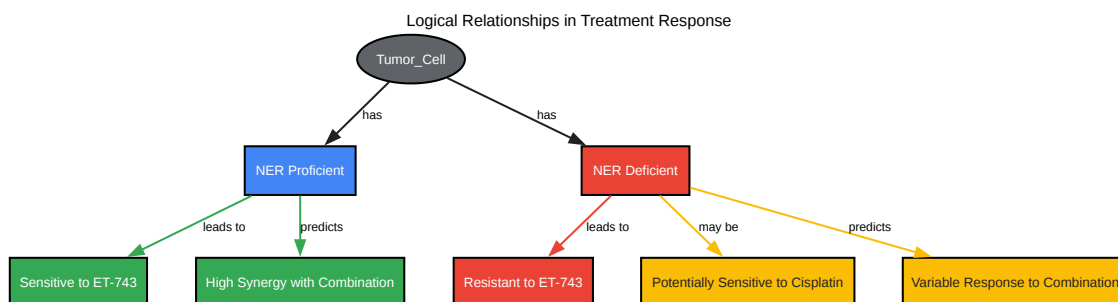 Logical Relationships in Treatment Response
Tumor_Cell
has
has
NER Proficient
NER Deficient
leads to
predicts
leads to
may be
predicts
Sensitive to ET-743
High Synergy with Combination
Resistant to ET-743
Potentially Sensitive to Cisplatin
Variable Response to Combination